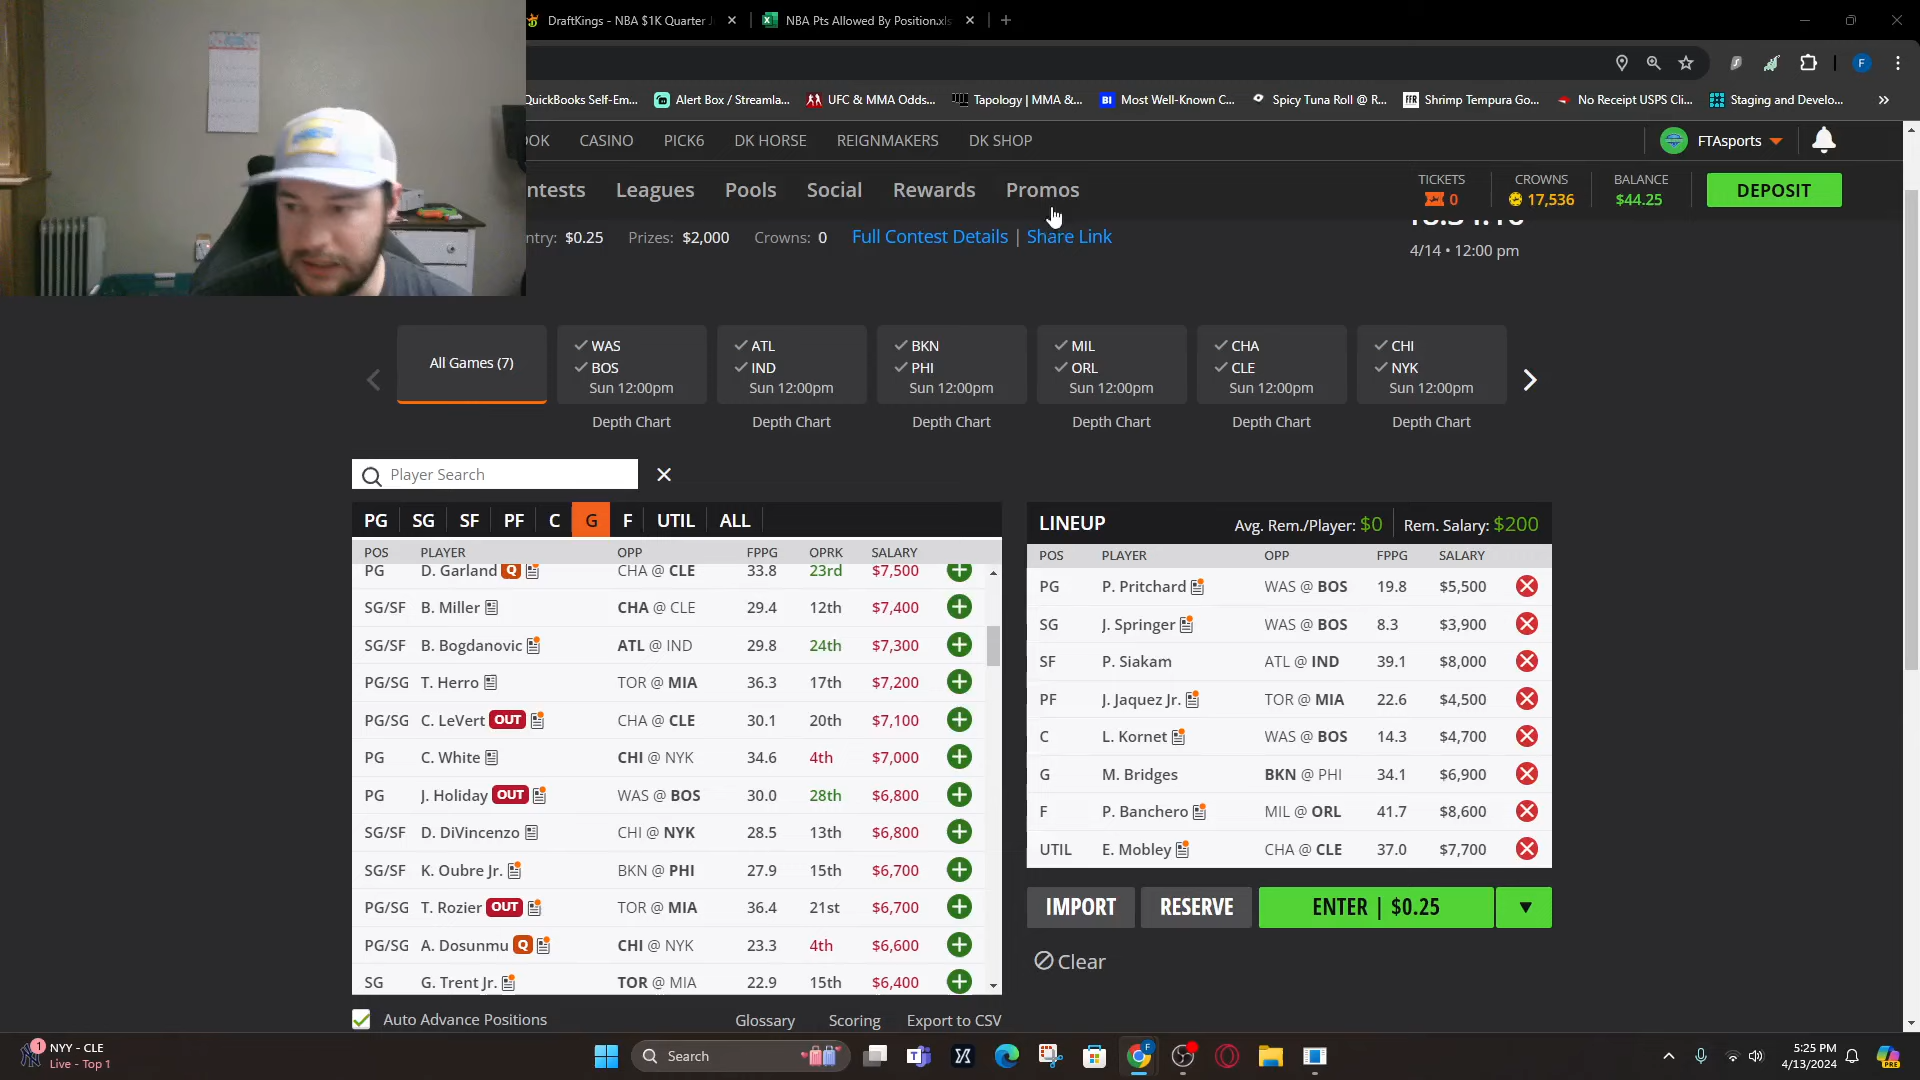 DraftKings - NBA $1K Quarter J
NBA Pts Allowed By Position.xls
QuickBooks Self-Em... Alert Box / Streamla... UFC & MMA Odds... Tapology | MMA &... BI Most Well-Known C... Spicy Tuna Roll @ R... FFR Shrimp Tempura Go... No Receipt USPS Cli... Staging and Develo... »
OOK CASINO PICK6 DK HORSE REIGNMAKERS DK SHOP FTAsports
ntests Leagues Pools Social Rewards Promos
TICKETS CROWNS BALANCE
0 17,536 $44.25 DEPOSIT
ntry: $0.25 Prizes: $2,000 Crowns: 0 Full Contest Details | Share Link
4/14 • 12:00 pm
All Games (7)
WAS BOS Sun 12:00pm
ATL IND Sun 12:00pm
BKN PHI Sun 12:00pm
MIL ORL Sun 12:00pm
CHA CLE Sun 12:00pm
CHI NYK Sun 12:00pm
Depth Chart Depth Chart Depth Chart Depth Chart Depth Chart Depth Chart
Player Search
PG SG SF PF C G F UTIL ALL
POS PLAYER OPP FPPG OPRK SALARY
PG D. Garland Q CHA @ CLE 33.8 23rd $7,500
SG/SF B. Miller CHA @ CLE 29.4 12th $7,400
SG/SF B. Bogdanovic ATL @ IND 29.8 24th $7,300
PG/SG T. Herro TOR @ MIA 36.3 17th $7,200
PG/SG C. LeVert OUT CHA @ CLE 30.1 20th $7,100
PG C. White CHI @ NYK 34.6 4th $7,000
PG J. Holiday OUT WAS @ BOS 30.0 28th $6,800
SG/SF D. DiVincenzo CHI @ NYK 28.5 13th $6,800
SG/SF K. Oubre Jr. BKN @ PHI 27.9 15th $6,700
PG/SG T. Rozier OUT TOR @ MIA 36.4 21st $6,700
PG/SG A. Dosunmu Q CHI @ NYK 23.3 4th $6,600
SG G. Trent Jr. TOR @ MIA 22.9 15th $6,400
Auto Advance Positions Glossary Scoring Export to CSV
LINEUP Avg. Rem./Player: $0 Rem. Salary: $200
POS PLAYER OPP FPPG SALARY
PG P. Pritchard WAS @ BOS 19.8 $5,500
SG J. Springer WAS @ BOS 8.3 $3,900
SF P. Siakam ATL @ IND 39.1 $8,000
PF J. Jaquez Jr. TOR @ MIA 22.6 $4,500
C L. Kornet WAS @ BOS 14.3 $4,700
G M. Bridges BKN @ PHI 34.1 $6,900
F P. Banchero MIL @ ORL 41.7 $8,600
UTIL E. Mobley CHA @ CLE 37.0 $7,700
IMPORT RESERVE ENTER | $0.25
Clear
1 NYY - CLE
Live - Top 1
Search
5:25 PM
4/13/2024